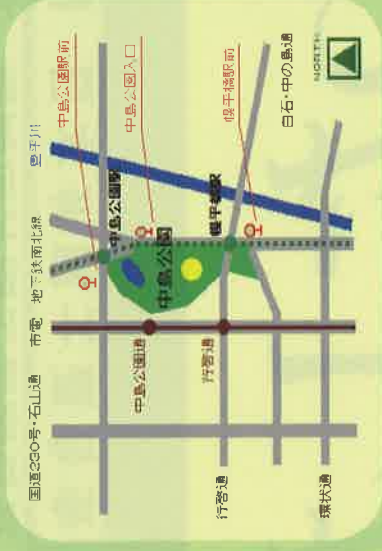 国道230号・石山通
市電
地下鉄南北線
豊平川
中島公園駅前
中島公園入口
幌平橋駅前
白石・中の島通
NORTH
中島公園駅
中島公園
幌平橋駅
中島公園通
行啓通
行啓通
環状通